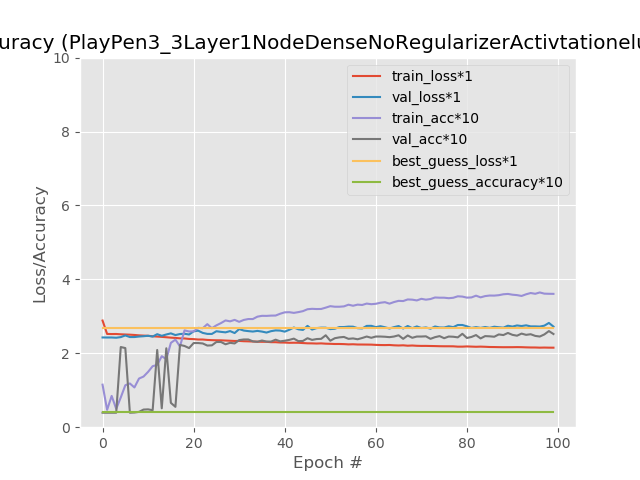 uracy (PlayPen3_3Layer1NodeDenseNoRegularizerActivtationelu
10
8
6
4
2
0
Loss/Accuracy
train_loss*1
val_loss*1
train_acc*10
val_acc*10
best_guess_loss*1
best_guess_accuracy*10
0 20 40 60 80 100
Epoch #